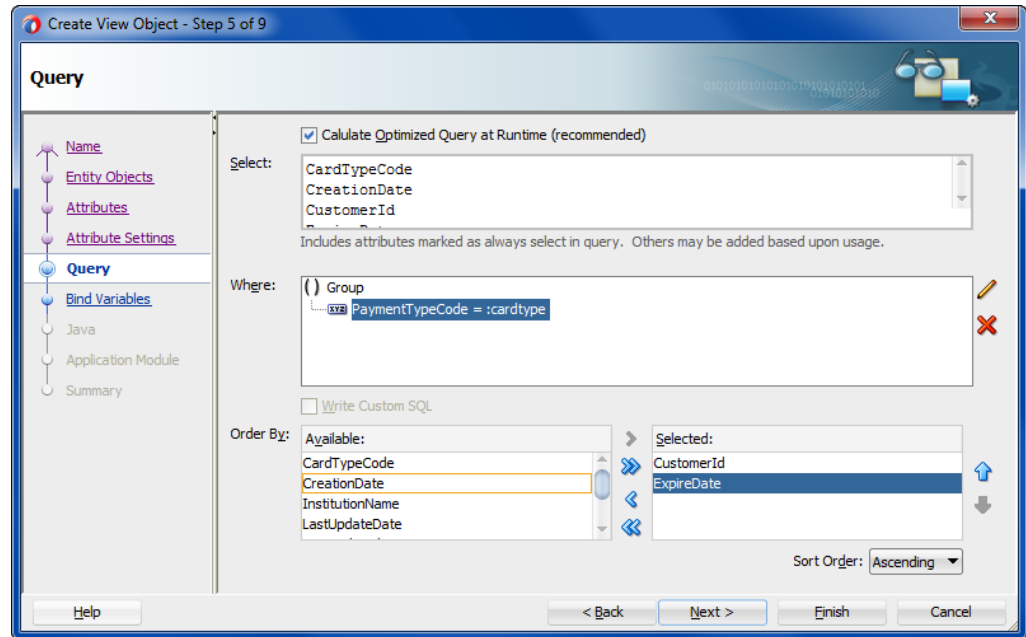 Create View Object - Step 5 of 9
Query
Name
Entity Objects
Attributes
Attribute Settings
Query
Bind Variables
Java
Application Module
Summary
Calulate Optimized Query at Runtime (recommended)
Select:
CardTypeCode
CreationDate
CustomerId
Includes attributes marked as always select in query. Others may be added based upon usage.
Where:
() Group
XYZ PaymentTypeCode = :cardtype
Write Custom SQL
Order By:
Available:
CardTypeCode
CreationDate
InstitutionName
LastUpdateDate
Selected:
CustomerId
ExpireDate
Sort Order: Ascending
Help
< Back
Next >
Finish
Cancel